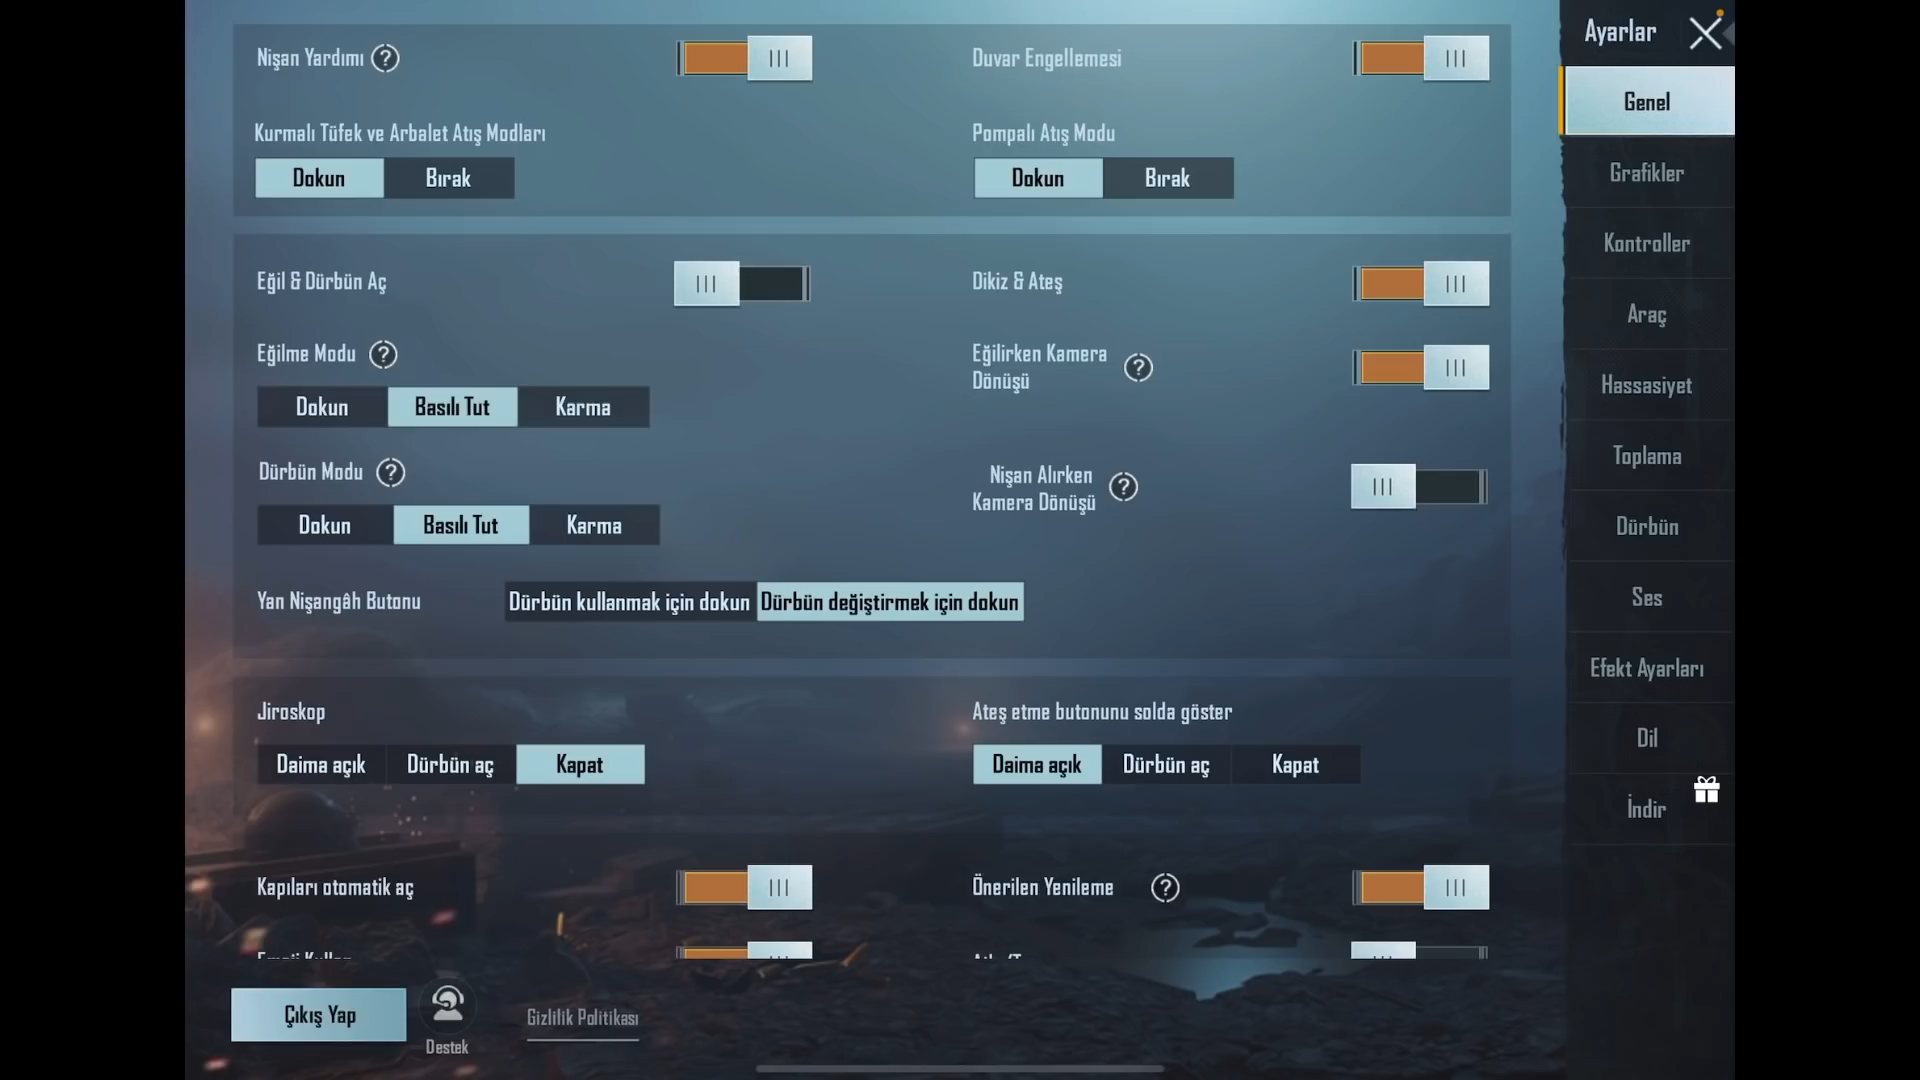 Nişan Yardımı ?
Duvar Engellemesi
Kurmalı Tüfek ve Arbalet Atış Modları
Pompalı Atış Modu
Dokun Bırak
Dokun Bırak
Eğil & Dürbün Aç
Dikiz & Ateş
Eğilme Modu ?
Eğilirken Kamera
Dönüşü ?
Dokun Basılı Tut Karma
Dürbün Modu ?
Nişan Alırken
Kamera Dönüşü ?
Dokun Basılı Tut Karma
Yan Nişangâh Butonu
Dürbün kullanmak için dokun Dürbün değiştirmek için dokun
Jiroskop
Ateş etme butonunu solda göster
Daima açık Dürbün aç Kapat
Daima açık Dürbün aç Kapat
Kapıları otomatik aç
Önerilen Yenileme ?
Çıkış Yap
Destek
Gizlilik Politikası
Ayarlar
Genel
Grafikler
Kontroller
Araç
Hassasiyet
Toplama
Dürbün
Ses
Efekt Ayarları
Dil
İndir